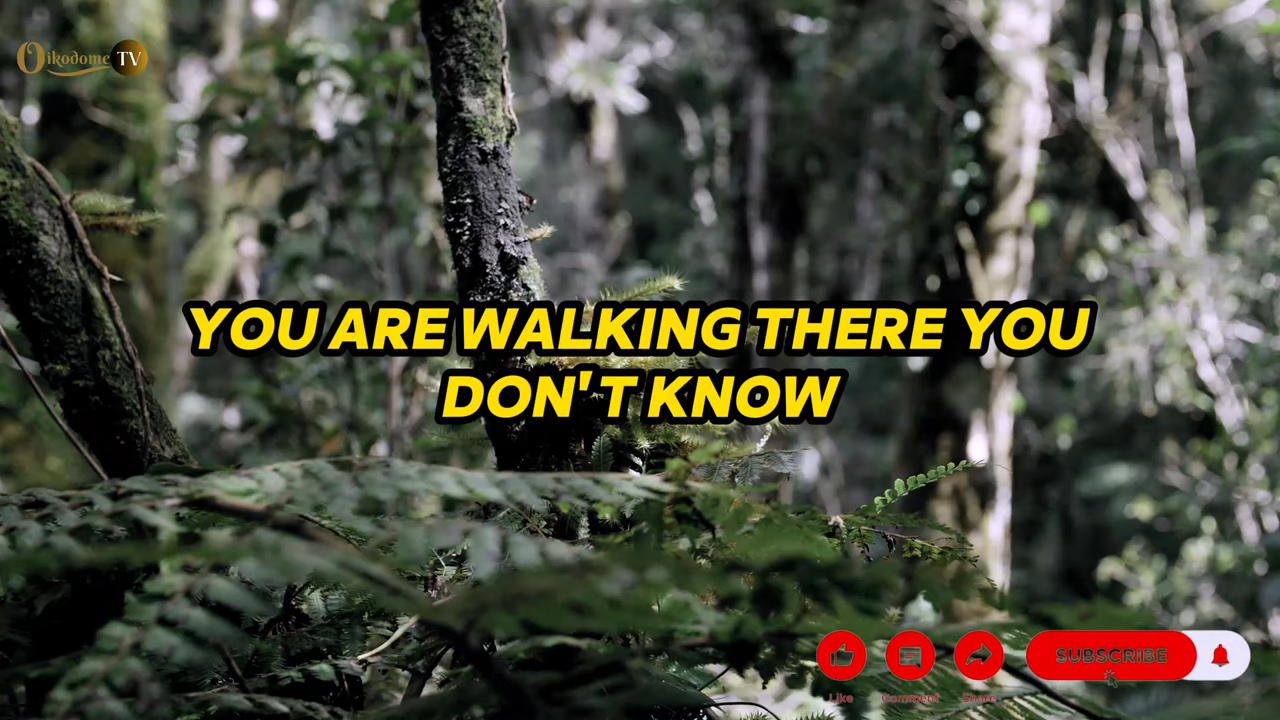 Oikodome TV
YOU ARE WALKING THERE YOU
DON'T KNOW
SUBSCRIBE
Like Comment Share